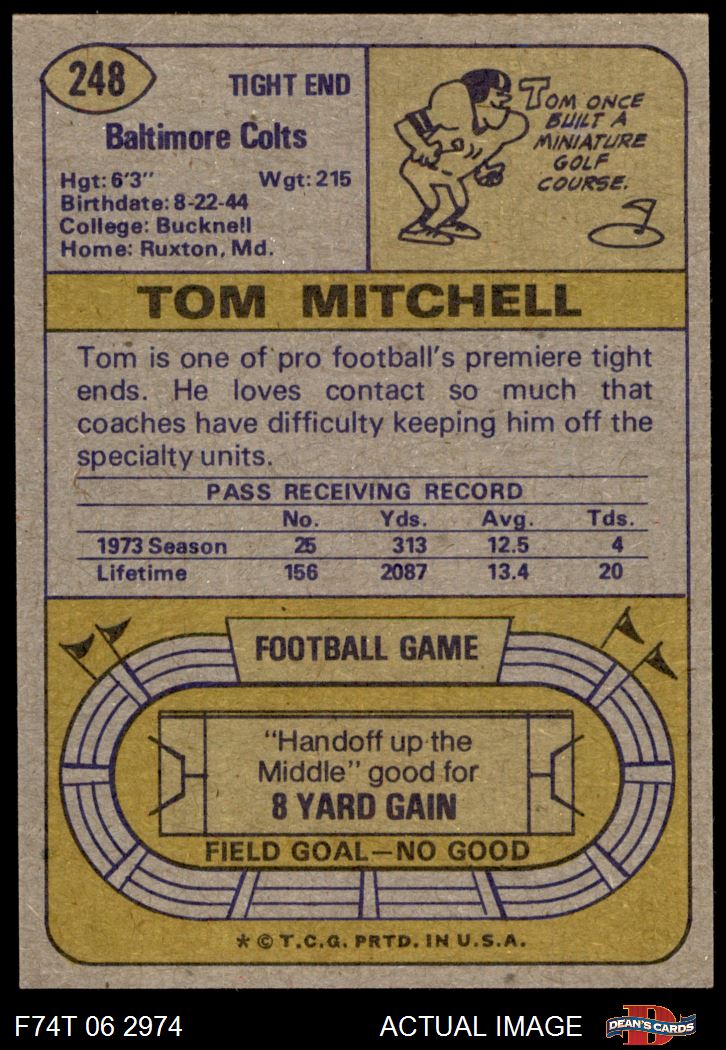 248
TIGHT END
Baltimore Colts
Hgt: 6'3" Wgt: 215
Birthdate: 8-22-44
College: Bucknell
Home: Ruxton, Md.
TOM ONCE
BUILT A
MINIATURE
GOLF
COURSE.
TOM MITCHELL
Tom is one of pro football's premiere tight
ends. He loves contact so much that
coaches have difficulty keeping him off the
specialty units.
PASS RECEIVING RECORD
No. Yds. Avg. Tds.
1973 Season 25 313 12.5 4
Lifetime 156 2087 13.4 20
FOOTBALL GAME
"Handoff up the
Middle" good for
8 YARD GAIN
FIELD GOAL—NO GOOD
* © T.C.G. PRTD. IN U.S.A.
F74T 06 2974 ACTUAL IMAGE
D
DEAN'S CARDS